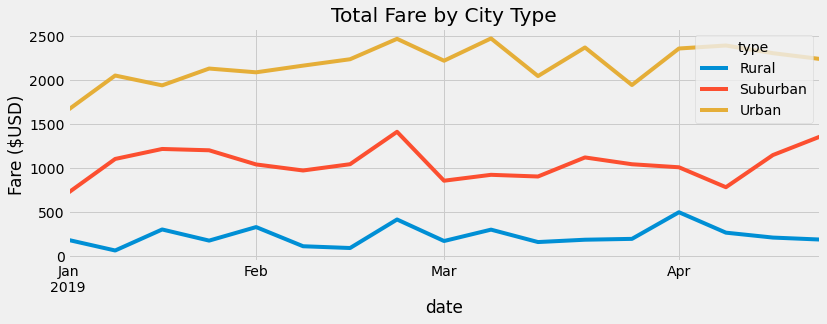 Total Fare by City Type
Fare ($USD)
2500
2000
1500
1000
500
0
type
Rural
Suburban
Urban
Jan
2019
Feb
Mar
Apr
date